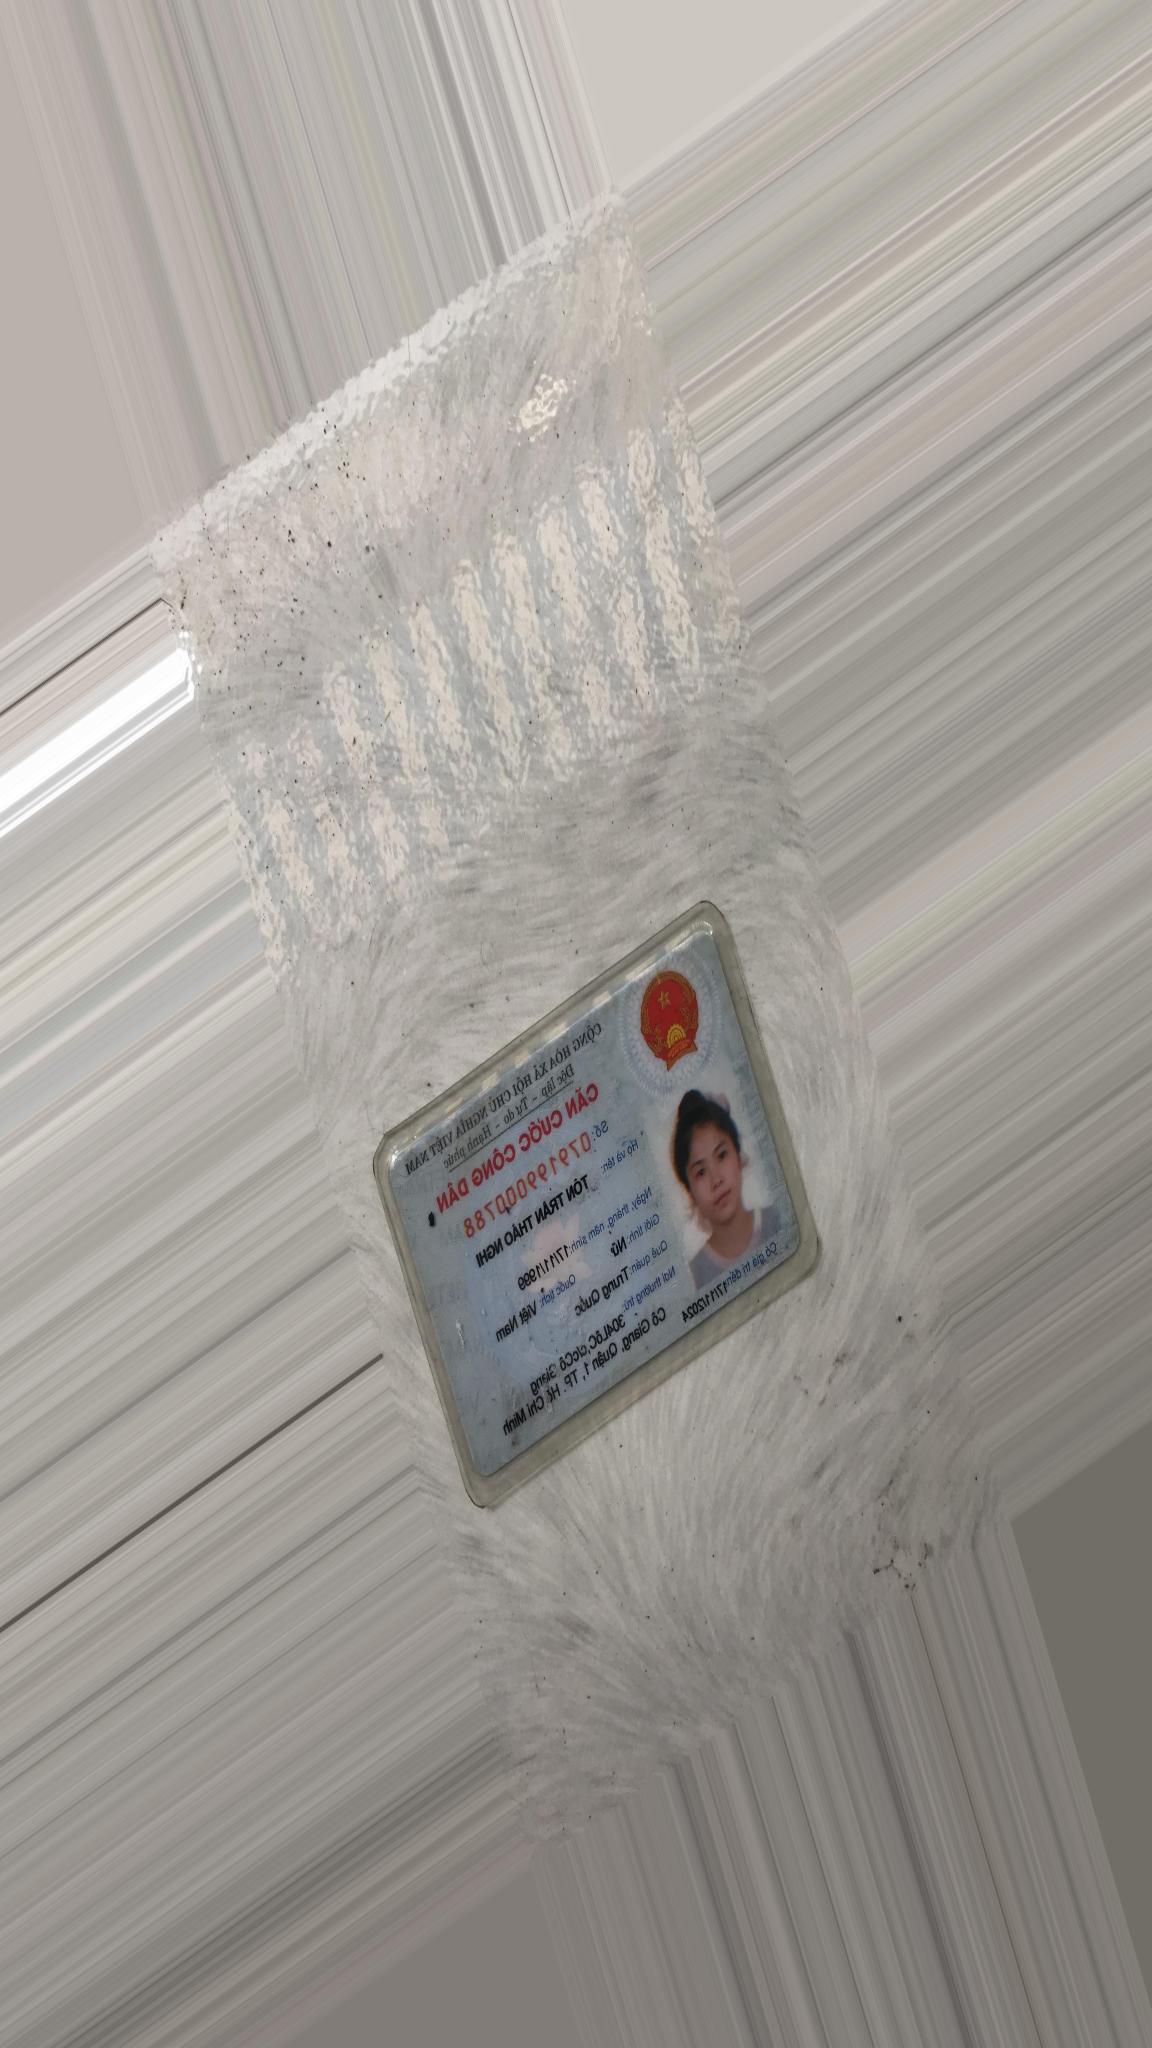 CỘNG HÒA XÃ HỘI CHỦ NGHĨA VIỆT NAM
Độc lập - Tự do - Hạnh phúc
CĂN CƯỚC CÔNG DÂN
Số: 079199000788
Họ và tên:
TÔN TRẦN THẢO NGHI
Ngày, tháng, năm sinh: 17/11/1999
Giới tính: Nữ Quốc tịch: Việt Nam
Quê quán: Trung Quốc
Nơi thường trú: 304LôC,c/cCô Giang
Cô Giang, Quận 1, TP. Hồ Chí Minh
Có giá trị đến: 17/11/2024